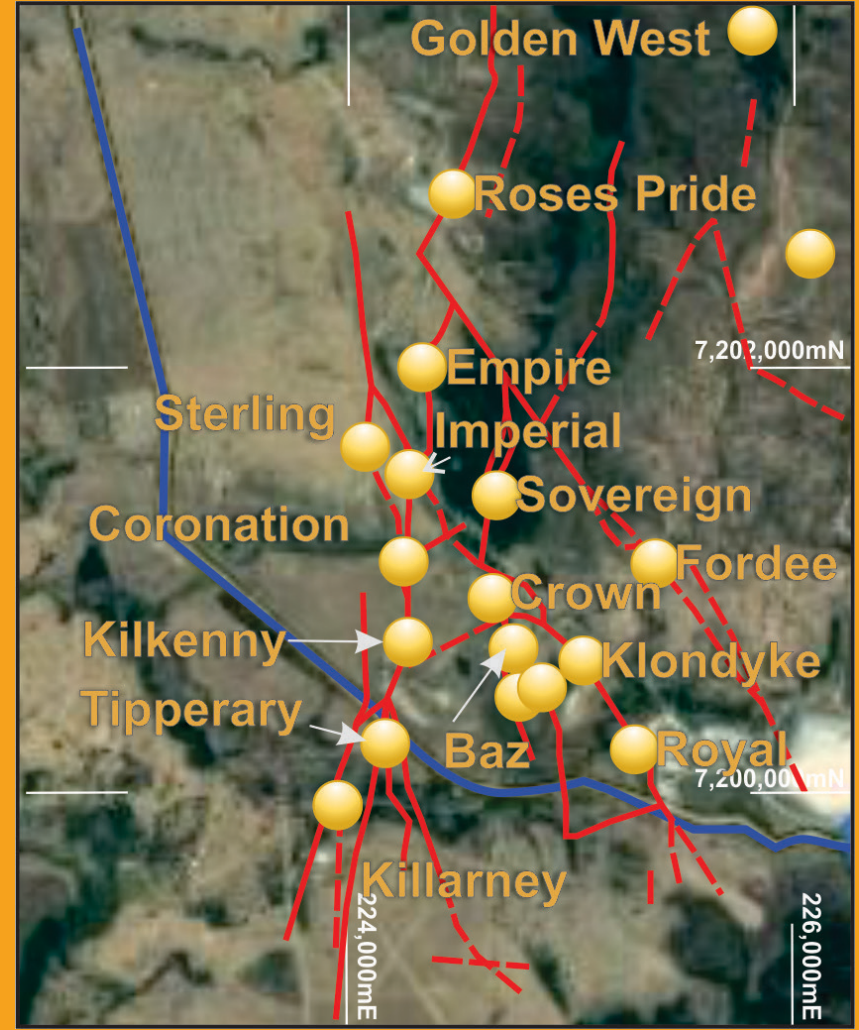 Golden West
Roses Pride
7,202,000mN
Empire
Sterling
Imperial
Sovereign
Coronation
Fordee
Crown
Kilkenny
Klondyke
Tipperary
Baz
Royal
7,200,000mN
Killarney
224,000mE
226,000mE